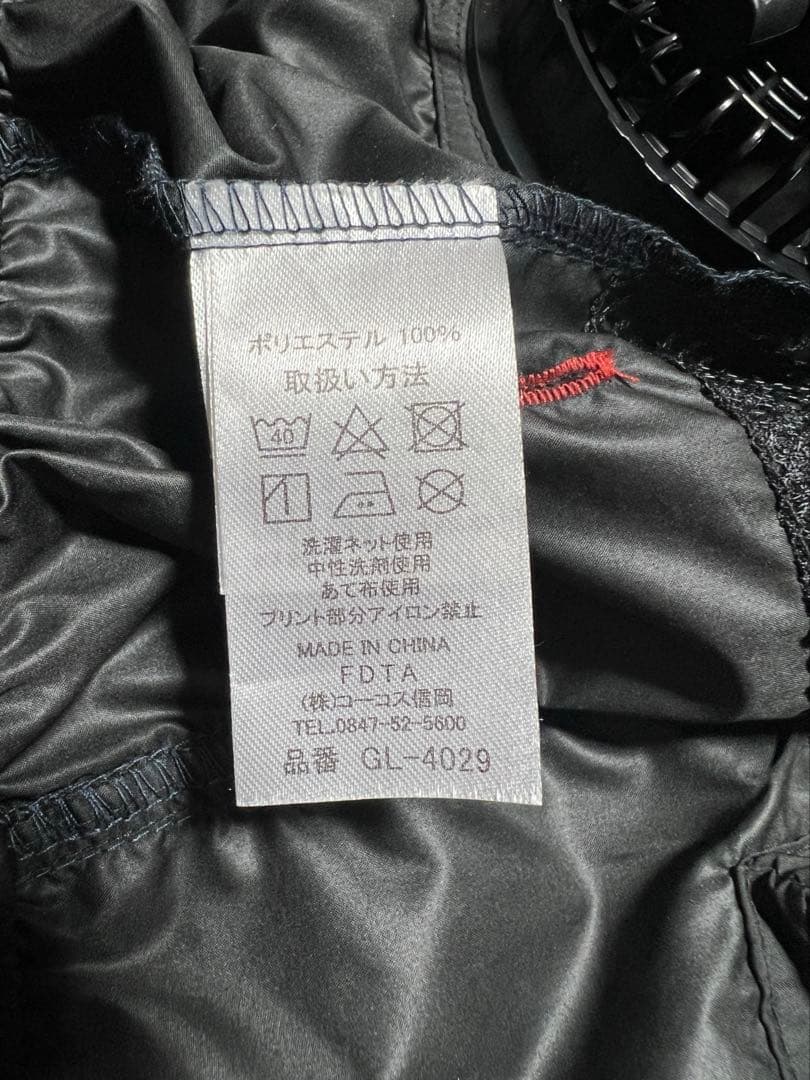 ポリエステル 100%
取扱い方法
40
洗濯ネット使用
中性洗剤使用
あて布使用
プリント部分アイロン禁止
MADE IN CHINA
FDTA
(株)コーコス信岡
TEL.0847-52-5600
品番 GL-4029